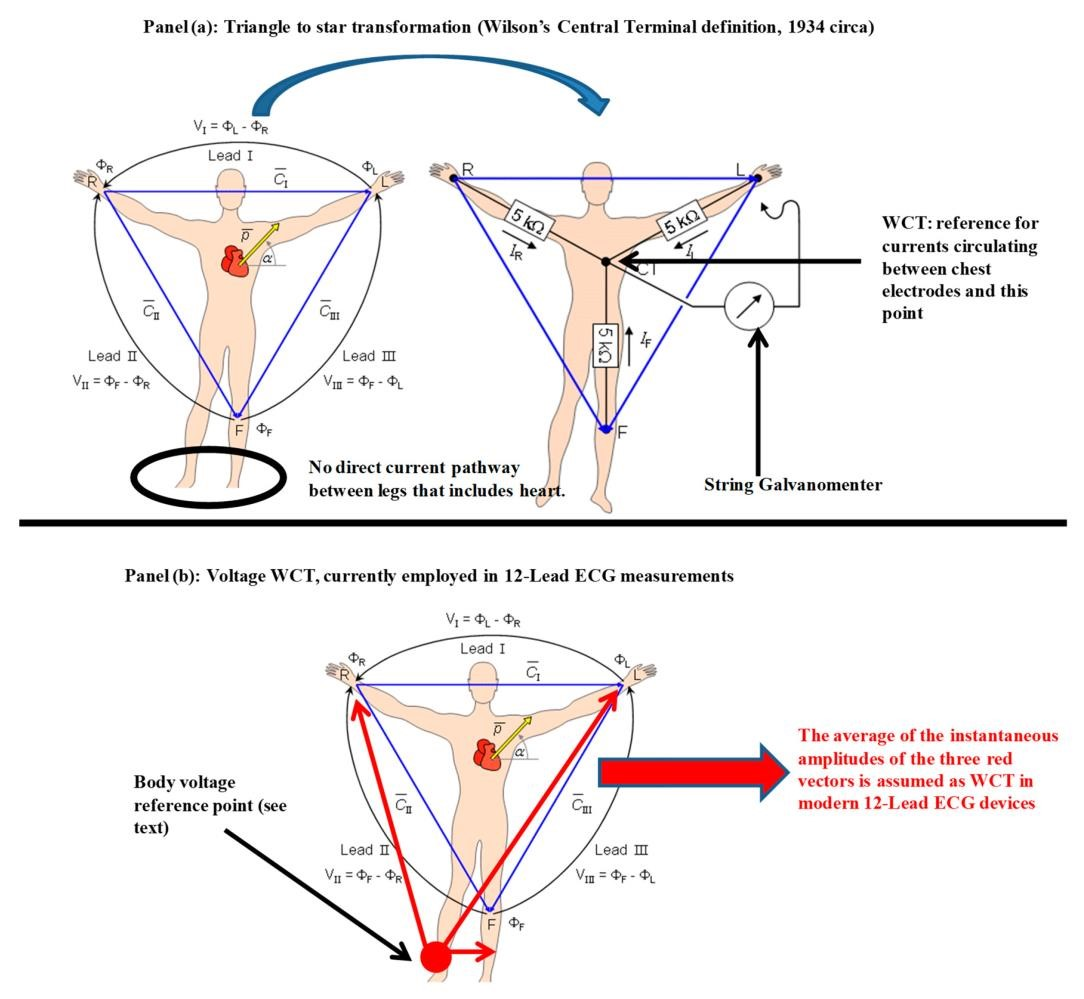 Panel (a): Triangle to star transformation (Wilson's Central Terminal definition, 1934 circa)
V_I = Φ_L - Φ_R
Lead I
Φ_R
R
C̅_I
Φ_L
L
p̅
α
C̅_II
C̅_III
Lead II
V_II = Φ_F - Φ_R
Lead III
V_III = Φ_F - Φ_L
F
Φ_F
No direct current pathway
between legs that includes heart.
R
L
5 kΩ
5 kΩ
I_R
CT
5 kΩ
I_F
F
WCT: reference for
currents circulating
between chest
electrodes and this
point
String Galvanomenter
Panel (b): Voltage WCT, currently employed in 12-Lead ECG measurements
V_I = Φ_L - Φ_R
Lead I
Φ_R
R
C̅_I
Φ_L
L
p̅
α
C̅_II
C̅_III
Lead II
V_II = Φ_F - Φ_R
Lead III
V_III = Φ_F - Φ_L
F
Φ_F
Body voltage
reference point (see
text)
The average of the instantaneous
amplitudes of the three red
vectors is assumed as WCT in
modern 12-Lead ECG devices